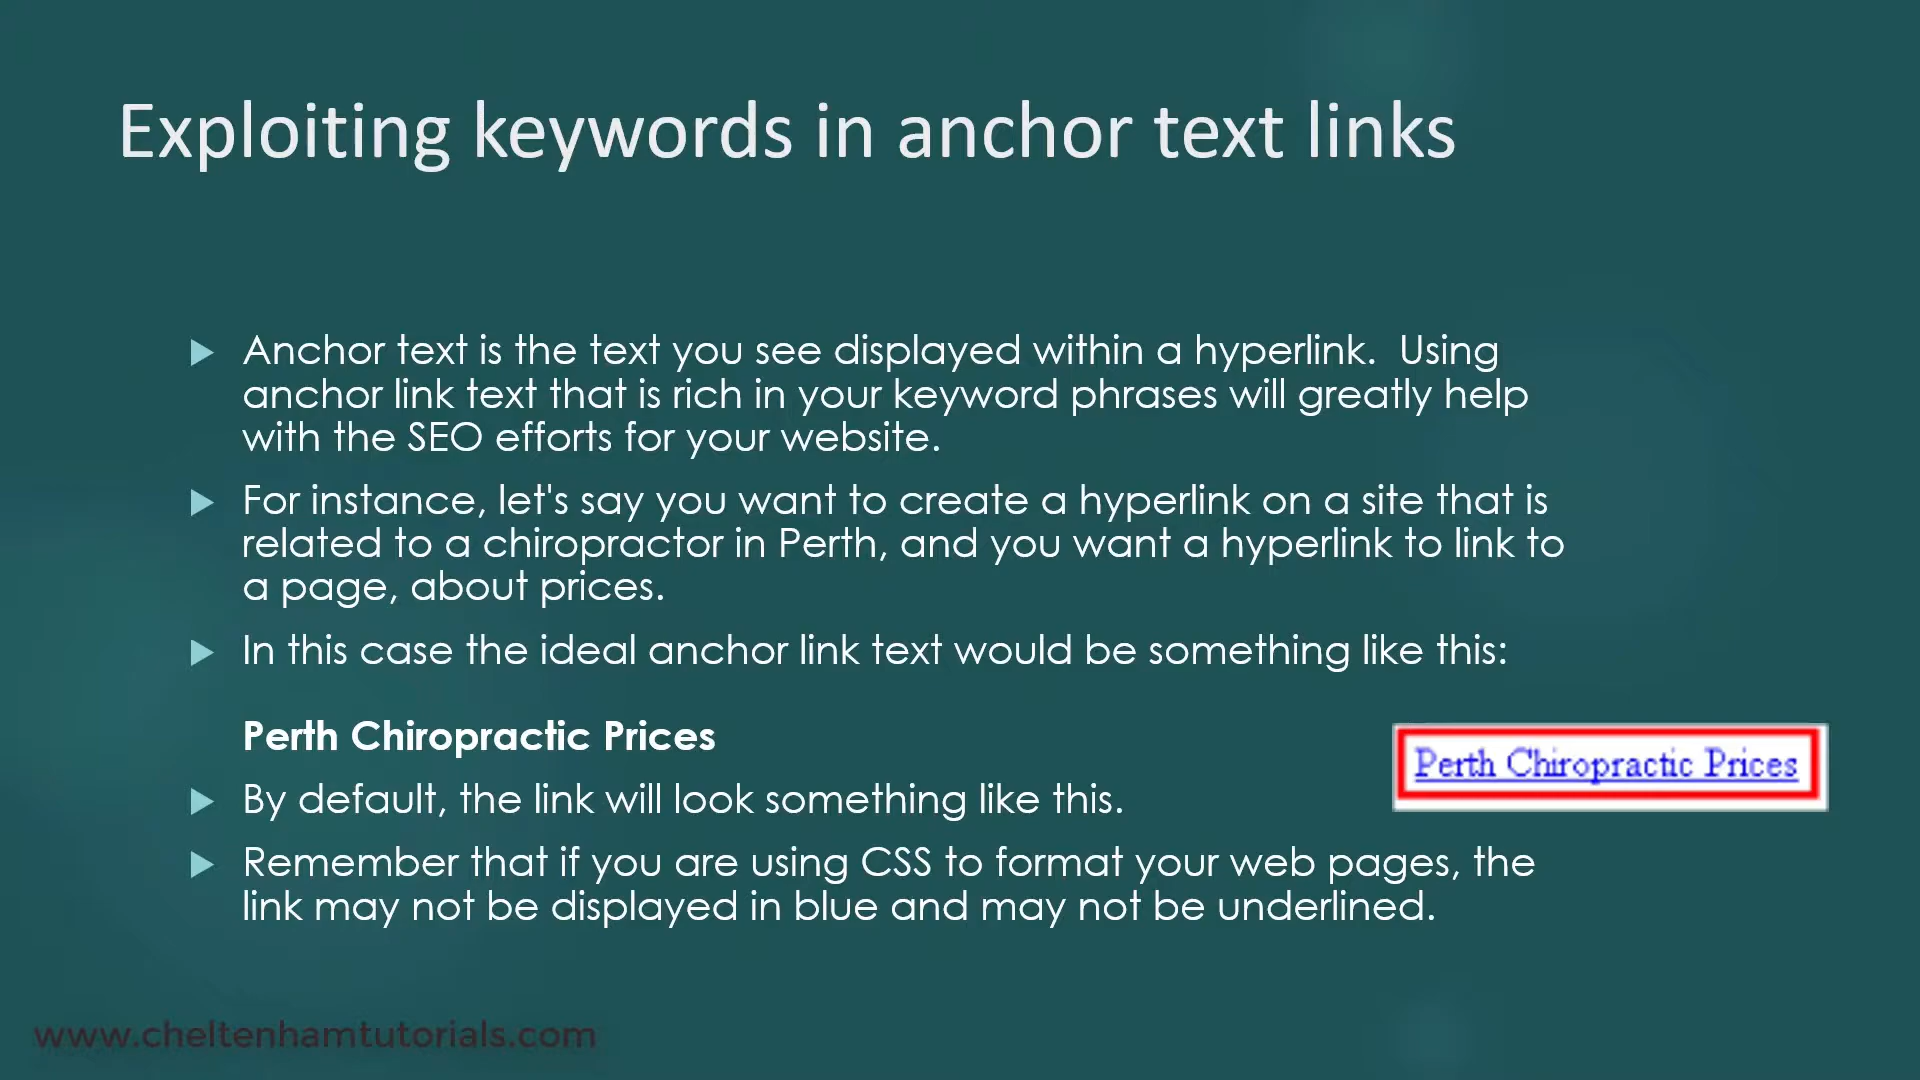 Exploiting keywords in anchor text links
Anchor text is the text you see displayed within a hyperlink.  Using
anchor link text that is rich in your keyword phrases will greatly help
with the SEO efforts for your website.
For instance, let's say you want to create a hyperlink on a site that is
related to a chiropractor in Perth, and you want a hyperlink to link to
a page, about prices.
In this case the ideal anchor link text would be something like this:
Perth Chiropractic Prices
Perth Chiropractic Prices
By default, the link will look something like this.
Remember that if you are using CSS to format your web pages, the
link may not be displayed in blue and may not be underlined.
www.cheltenhamtutorials.com